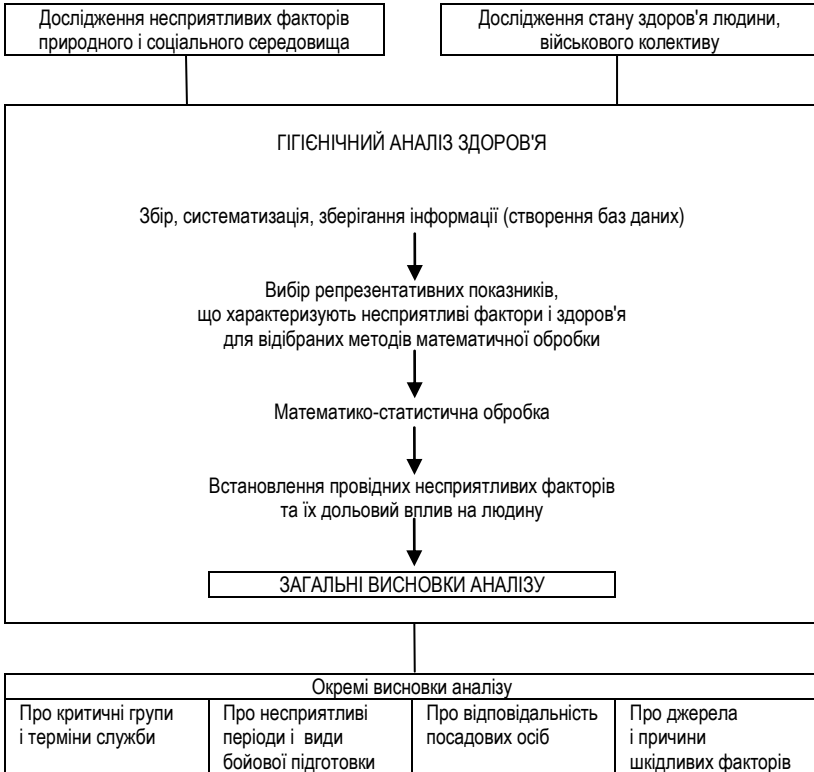 Дослідження несприятливих факторів
природного і соціального середовища
Дослідження стану здоров'я людини,
військового колективу
ГІГІЄНІЧНИЙ АНАЛІЗ ЗДОРОВ'Я
Збір, систематизація, зберігання інформації (створення баз даних)
Вибір репрезентативних показників,
що характеризують несприятливі фактори і здоров'я
для відібраних методів математичної обробки
Математико-статистична обробка
Встановлення провідних несприятливих факторів
та їх дольовий вплив на людину
ЗАГАЛЬНІ ВИСНОВКИ АНАЛІЗУ
Окремі висновки аналізу
Про критичні групи
і терміни служби
Про несприятливі
періоди і види
бойової підготовки
Про відповідальність
посадових осіб
Про джерела
і причини
шкідливих факторів